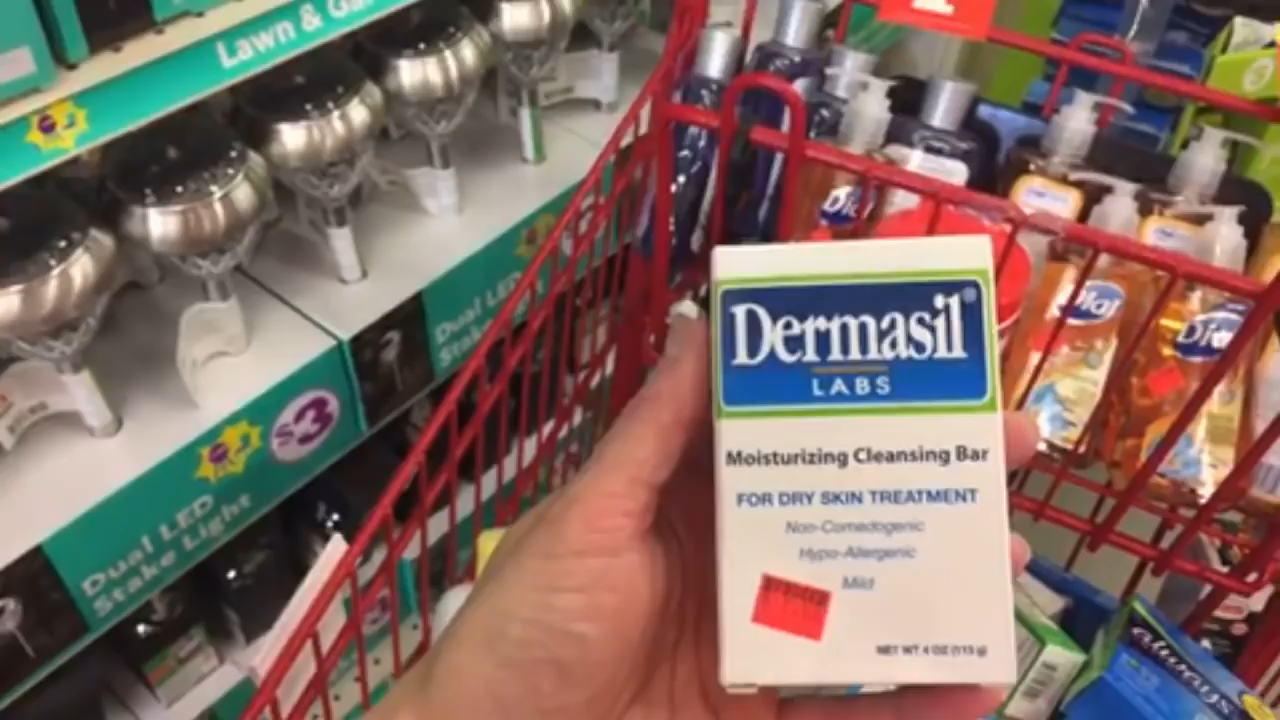 Lawn & Ga
$3
Dual LED
Stake Light
Dual LED
Stak
Dial
Dial
Dial
Dermasil®
LABS
Moisturizing Cleansing Bar
FOR DRY SKIN TREATMENT
Non-Comedogenic
Hypo-Allergenic
Mild
NET WT 4 OZ (113 g)
always